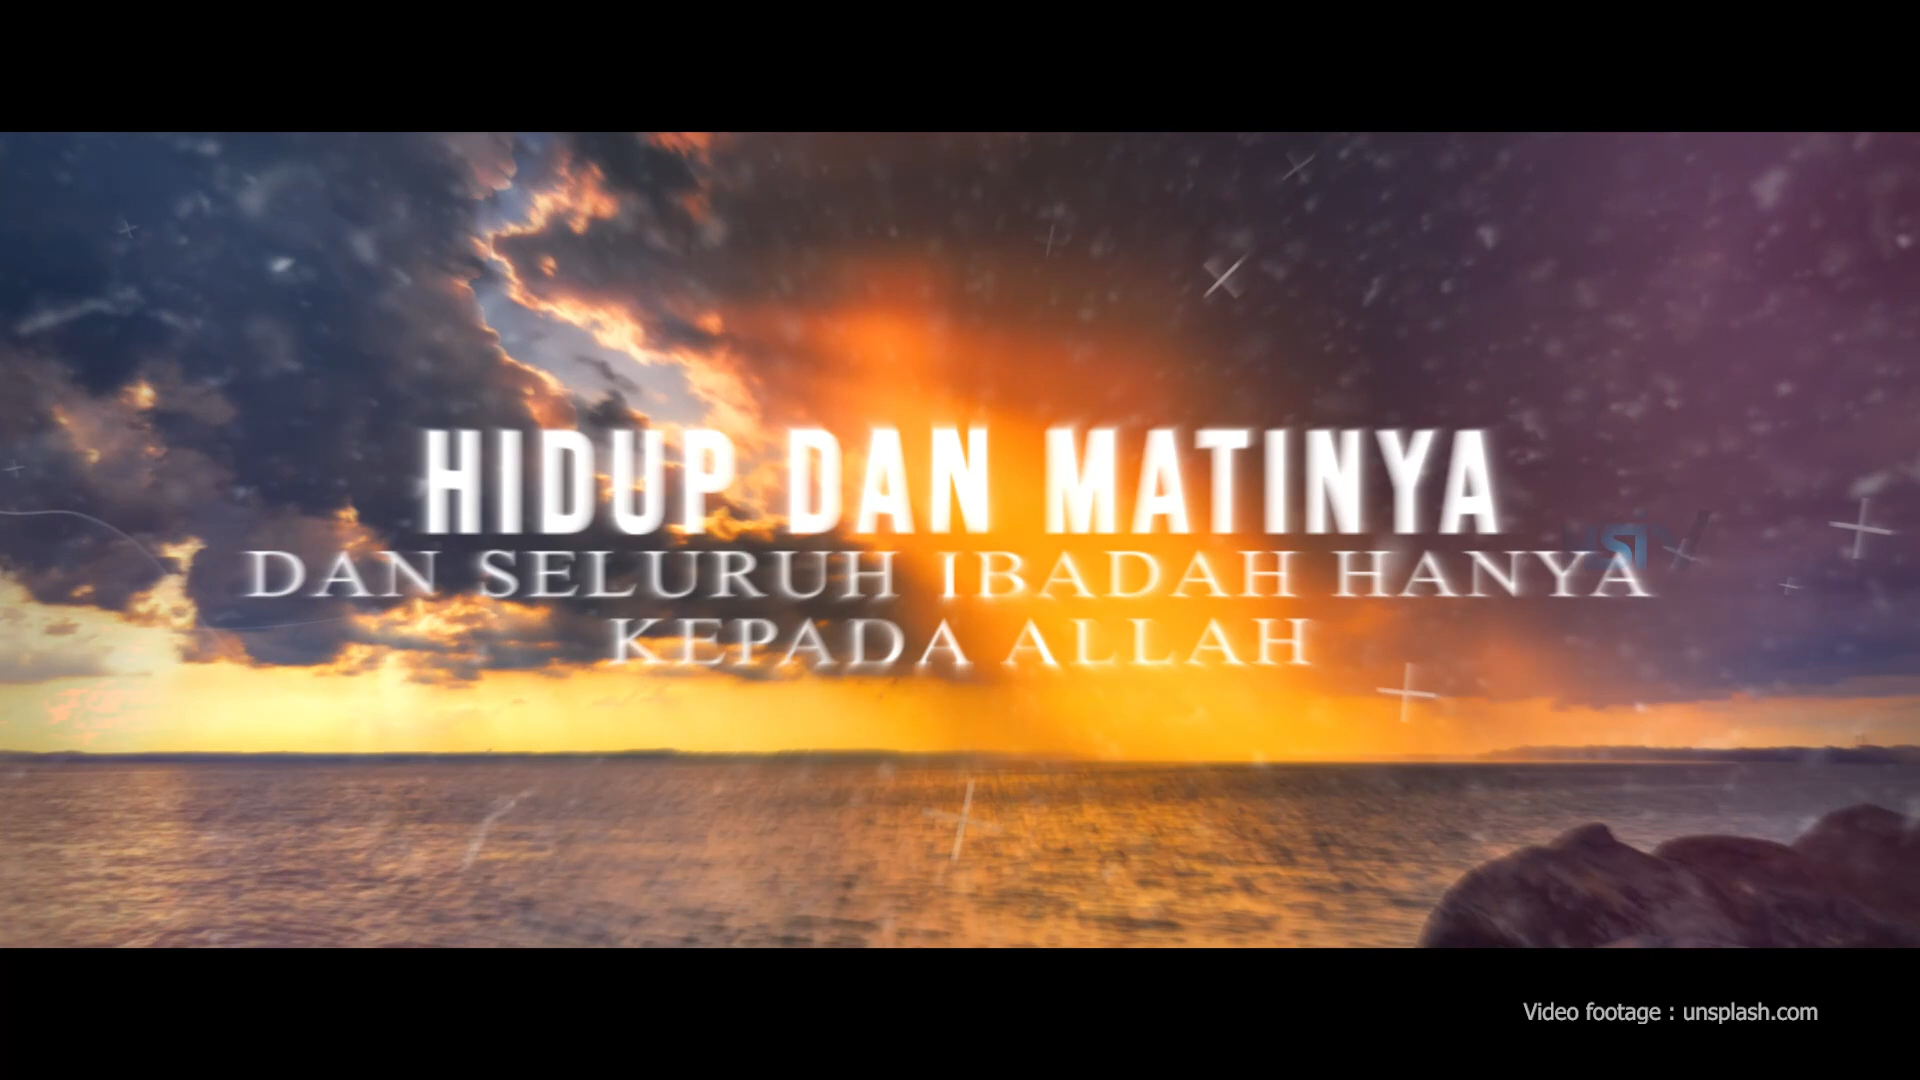 HIDUP DAN MATINYA
DAN SELURUH IBADAH HANYA
KEPADA ALLAH
Video footage : unsplash.com